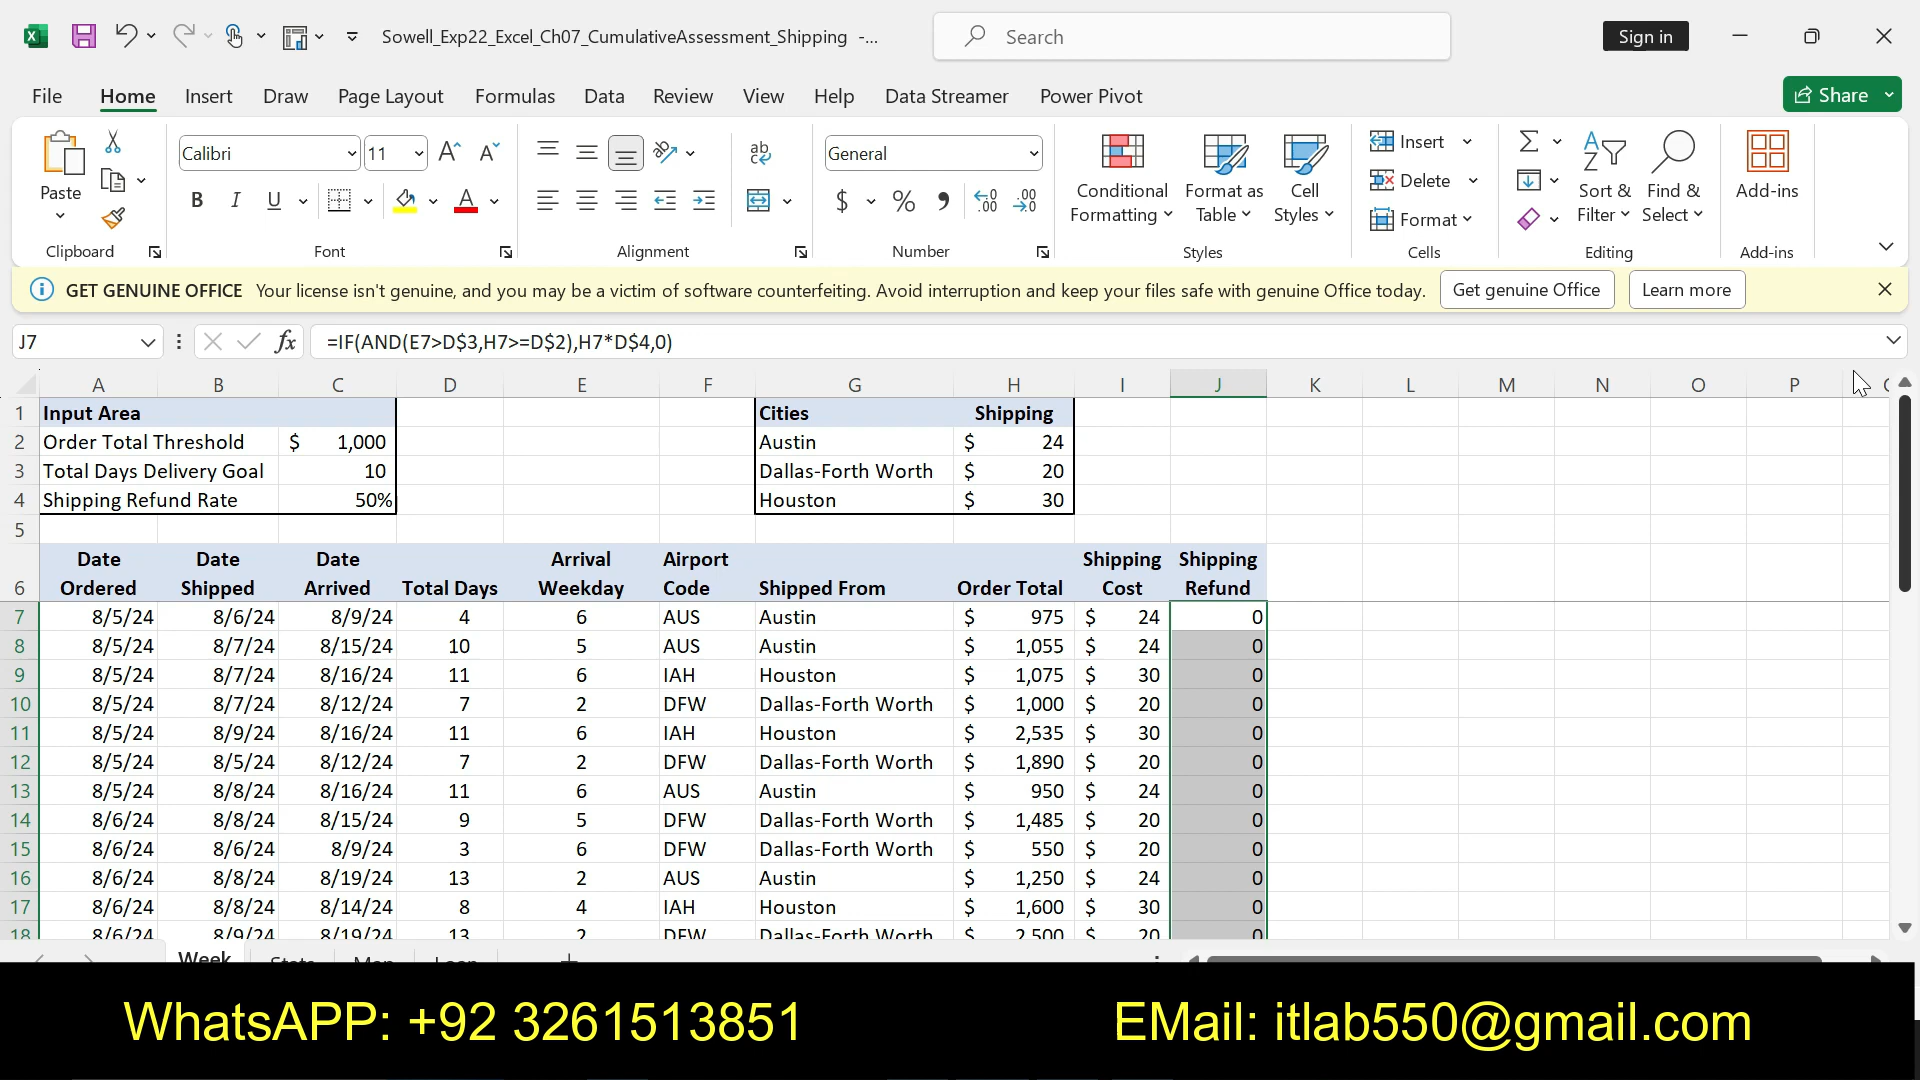 Sowell_Exp22_Excel_Ch07_CumulativeAssessment_Shipping -...
Search
Sign in
File Home Insert Draw Page Layout Formulas Data Review View Help Data Streamer Power Pivot
Share
Paste
Calibri 11
General
Conditional Formatting
Format as Table
Cell Styles
Insert
Delete
Format
Sort & Filter
Find & Select
Add-ins
Clipboard Font Alignment Number Styles Cells Editing Add-ins
GET GENUINE OFFICE Your license isn't genuine, and you may be a victim of software counterfeiting. Avoid interruption and keep your files safe with genuine Office today. Get genuine Office Learn more
J7 fx =IF(AND(E7>D$3,H7>=D$2),H7*D$4,0)
A B C D E F G H I J K L M N O P
1 Input Area Cities Shipping
2 Order Total Threshold $ 1,000 Austin $ 24
3 Total Days Delivery Goal 10 Dallas-Forth Worth $ 20
4 Shipping Refund Rate 50% Houston $ 30
5
Date Date Date Arrival Airport Shipping Shipping
6 Ordered Shipped Arrived Total Days Weekday Code Shipped From Order Total Cost Refund
7 8/5/24 8/6/24 8/9/24 4 6 AUS Austin $ 975 $ 24 0
8 8/5/24 8/7/24 8/15/24 10 5 AUS Austin $ 1,055 $ 24 0
9 8/5/24 8/7/24 8/16/24 11 6 IAH Houston $ 1,075 $ 30 0
10 8/5/24 8/7/24 8/12/24 7 2 DFW Dallas-Forth Worth $ 1,000 $ 20 0
11 8/5/24 8/9/24 8/16/24 11 6 IAH Houston $ 2,535 $ 30 0
12 8/5/24 8/5/24 8/12/24 7 2 DFW Dallas-Forth Worth $ 1,890 $ 20 0
13 8/5/24 8/8/24 8/16/24 11 6 AUS Austin $ 950 $ 24 0
14 8/6/24 8/8/24 8/15/24 9 5 DFW Dallas-Forth Worth $ 1,485 $ 20 0
15 8/6/24 8/6/24 8/9/24 3 6 DFW Dallas-Forth Worth $ 550 $ 20 0
16 8/6/24 8/8/24 8/19/24 13 2 AUS Austin $ 1,250 $ 24 0
17 8/6/24 8/8/24 8/14/24 8 4 IAH Houston $ 1,600 $ 30 0
18 8/6/24 8/9/24 8/19/24 13 2 DFW Dallas-Forth Worth $ 2,500 $ 20 0
Week
WhatsAPP: +92 3261513851 EMail: itlab550@gmail.com